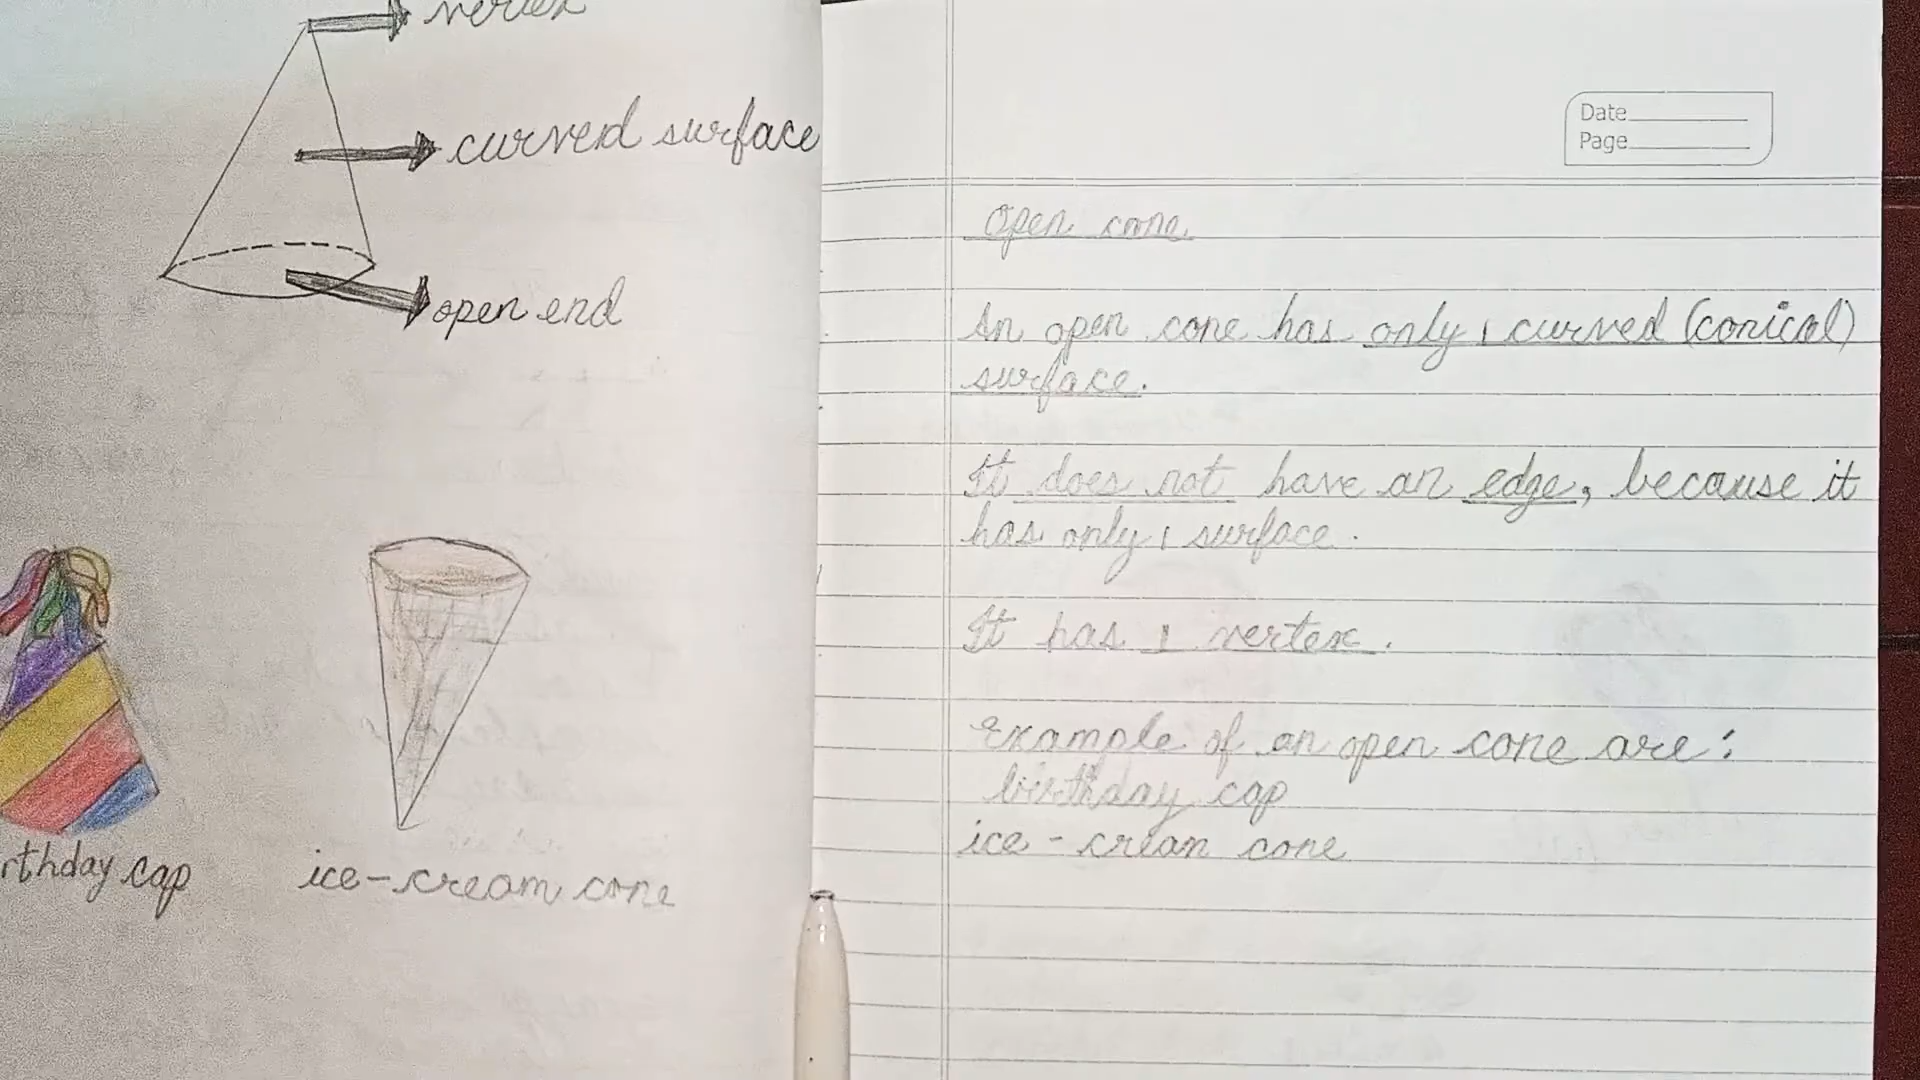 vertex
curved surface
open end
rthday cap
ice-cream cone
Date
Page
Open cone
An open cone has only 1 curved (conical)
surface.
It does not have an edge, because it
has only 1 surface.
It has 1 vertex.
Example of an open cone are:
birthday cap
ice-crean cone